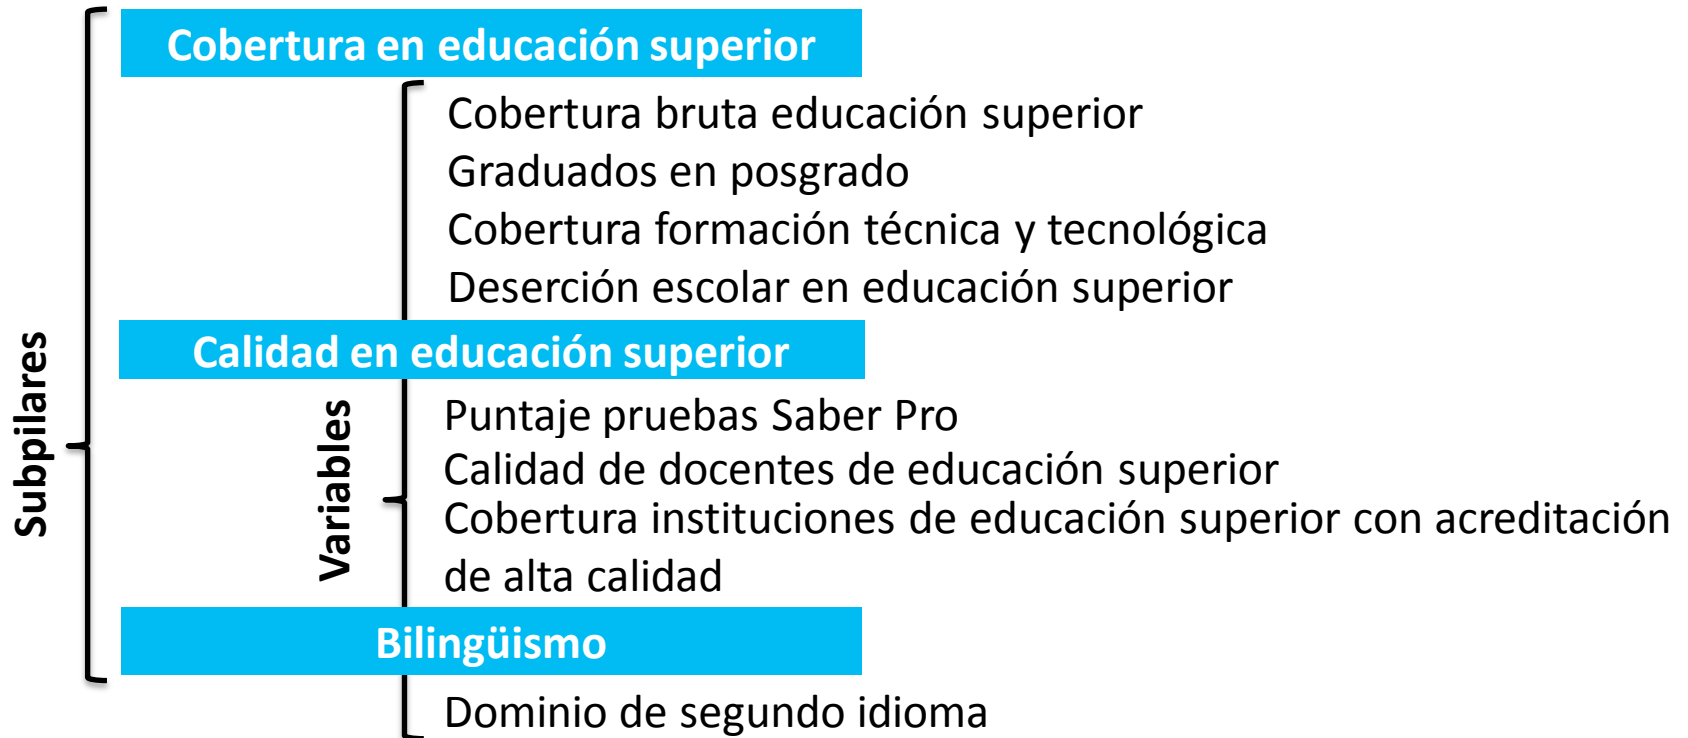 Cobertura en educación superior
Cobertura bruta educación superior
Graduados en posgrado
Cobertura formación técnica y tecnológica
Deserción escolar en educación superior
Subpilares
Calidad en educación superior
Variables
Puntaje pruebas Saber Pro
Calidad de docentes de educación superior
Cobertura instituciones de educación superior con acreditación
de alta calidad
Bilingüismo
Dominio de segundo idioma